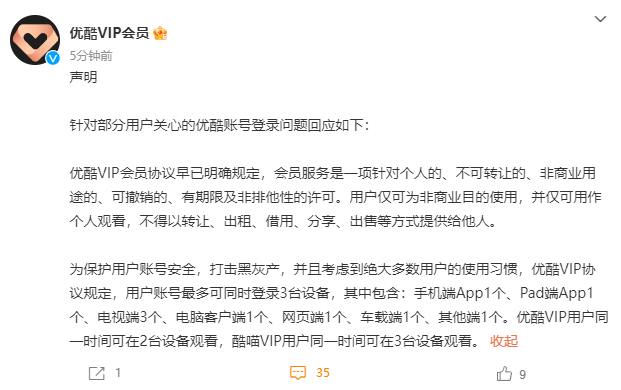 优酷VIP会员
5分钟前
声明
针对部分用户关心的优酷账号登录问题回应如下：
优酷VIP会员协议早已明确规定，会员服务是一项针对个人的、不可转让的、非商业用
途的、可撤销的、有期限及非排他性的许可。用户仅可为非商业目的使用，并仅可用作
个人观看，不得以转让、出租、借用、分享、出售等方式提供给他人。
为保护用户账号安全，打击黑灰产，并且考虑到绝大多数用户的使用习惯，优酷VIP协
议规定，用户账号最多可同时登录3台设备，其中包含：手机端App1个、Pad端App1
个、电视端3个、电脑客户端1个、网页端1个、车载端1个、其他端1个。优酷VIP用户同
一时间可在2台设备观看，酷喵VIP用户同一时间可在3台设备观看。 收起
1 35 9